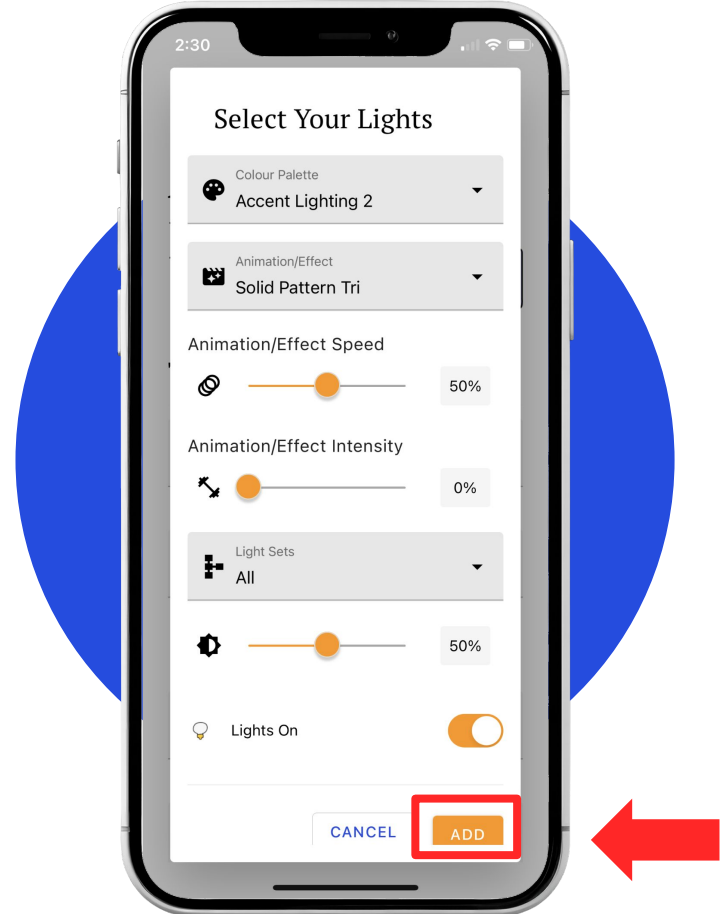 2:30
Select Your Lights
Colour Palette
Accent Lighting 2
Animation/Effect
Solid Pattern Tri
Animation/Effect Speed
50%
Animation/Effect Intensity
0%
Light Sets
All
50%
Lights On
CANCEL
ADD